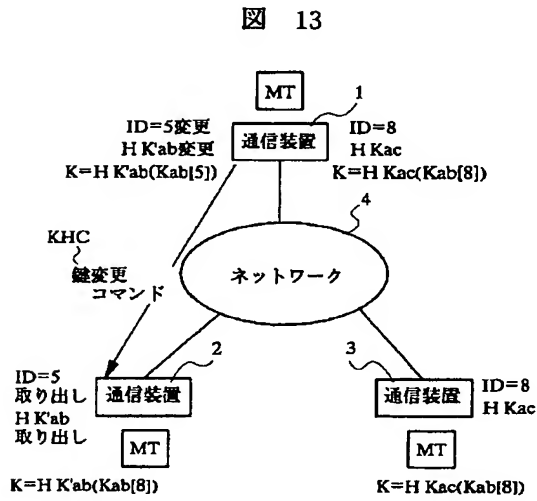 図 13
MT
1
ID=5変更
H K'ab変更
K=H K'ab(Kab[5])
通信装置
ID=8
H Kac
K=H Kac(Kab[8])
4
KHC
鍵変更
コマンド
ネットワーク
2
3
ID=5
取り出し
H K'ab
取り出し
通信装置
通信装置
ID=8
H Kac
MT
MT
K=H K'ab(Kab[8])
K=H Kac(Kab[8])